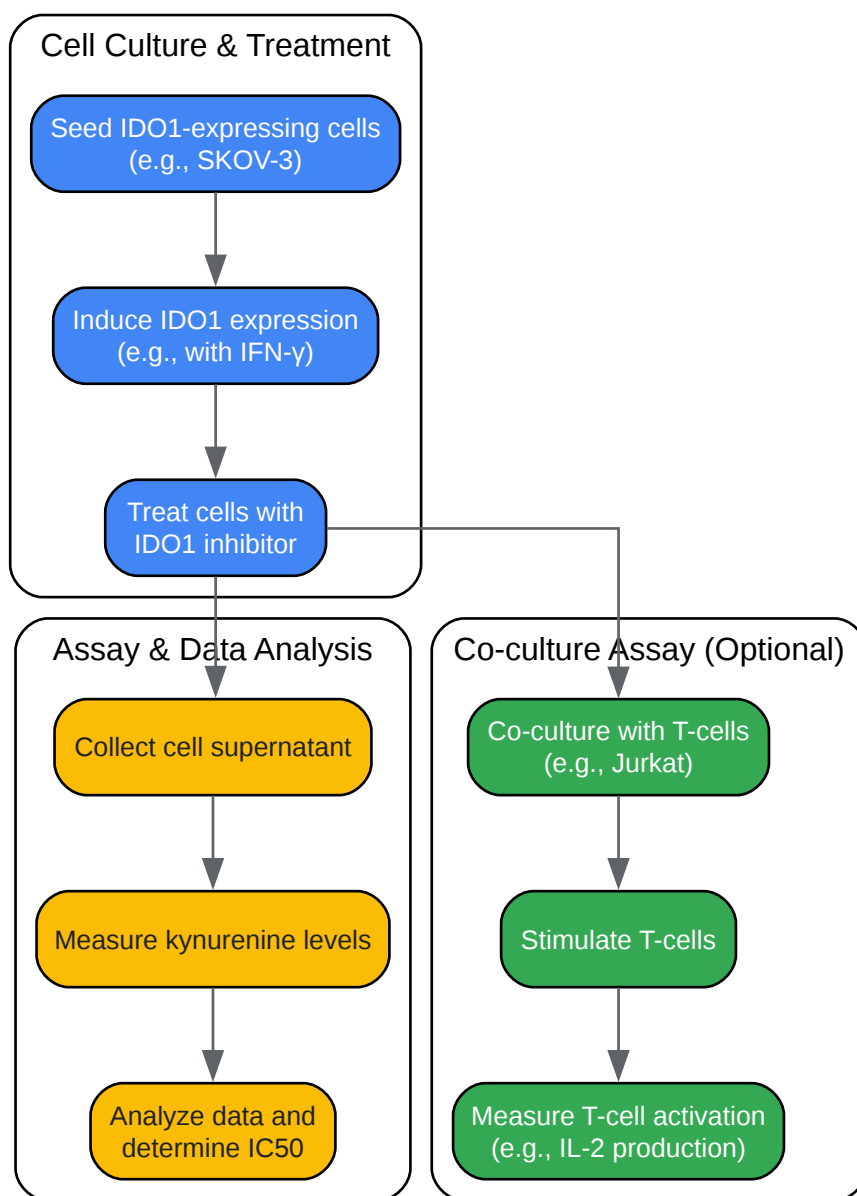 Cell Culture & Treatment
Seed IDO1-expressing cells
(e.g., SKOV-3)
Induce IDO1 expression
(e.g., with IFN-γ)
Treat cells with
IDO1 inhibitor
Assay & Data Analysis
Collect cell supernatant
Measure kynurenine levels
Analyze data and
determine IC50
Co-culture Assay (Optional)
Co-culture with T-cells
(e.g., Jurkat)
Stimulate T-cells
Measure T-cell activation
(e.g., IL-2 production)